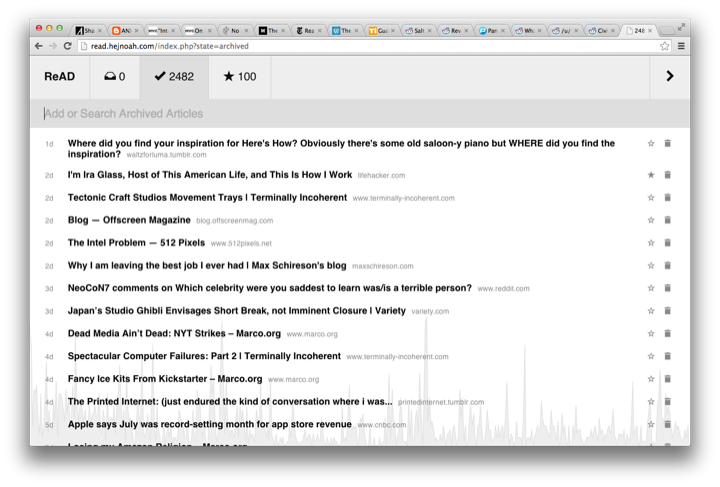 Sha
AN
"Int
On
No
The
Rea
The
Gua
Salt
Rev
Par
Wha
/u/
Civi
248
read.hejnoah.com/index.php?state=archived
ReAD 0 2482 100
Add or Search Archived Articles
1d Where did you find your inspiration for Here's How? Obviously there's some old saloon-y piano but WHERE did you find the
inspiration? waltzforluma.tumblr.com
2d I'm Ira Glass, Host of This American Life, and This Is How I Work lifehacker.com
2d Tectonic Craft Studios Movement Trays | Terminally Incoherent www.terminally-incoherent.com
2d Blog — Offscreen Magazine blog.offscreenmag.com
2d The Intel Problem — 512 Pixels www.512pixels.net
2d Why I am leaving the best job I ever had | Max Schireson's blog maxschireson.com
3d NeoCoN7 comments on Which celebrity were you saddest to learn was/is a terrible person? www.reddit.com
3d Japan's Studio Ghibli Envisages Short Break, not Imminent Closure | Variety variety.com
4d Dead Media Ain't Dead: NYT Strikes – Marco.org www.marco.org
4d Spectacular Computer Failures: Part 2 | Terminally Incoherent www.terminally-incoherent.com
4d Fancy Ice Kits From Kickstarter – Marco.org www.marco.org
4d The Printed Internet: (just endured the kind of conversation where i was... printedinternet.tumblr.com
5d Apple says July was record-setting month for app store revenue www.cnbc.com